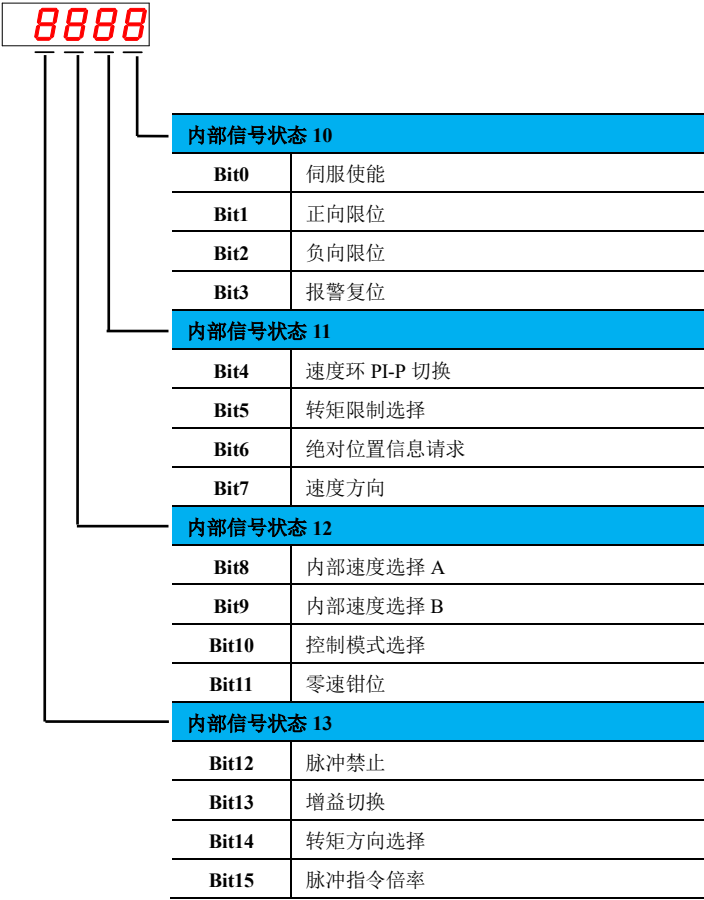 8888
内部信号状态 10
Bit0 伺服使能
Bit1 正向限位
Bit2 负向限位
Bit3 报警复位
内部信号状态 11
Bit4 速度环 PI-P 切换
Bit5 转矩限制选择
Bit6 绝对位置信息请求
Bit7 速度方向
内部信号状态 12
Bit8 内部速度选择 A
Bit9 内部速度选择 B
Bit10 控制模式选择
Bit11 零速钳位
内部信号状态 13
Bit12 脉冲禁止
Bit13 增益切换
Bit14 转矩方向选择
Bit15 脉冲指令倍率